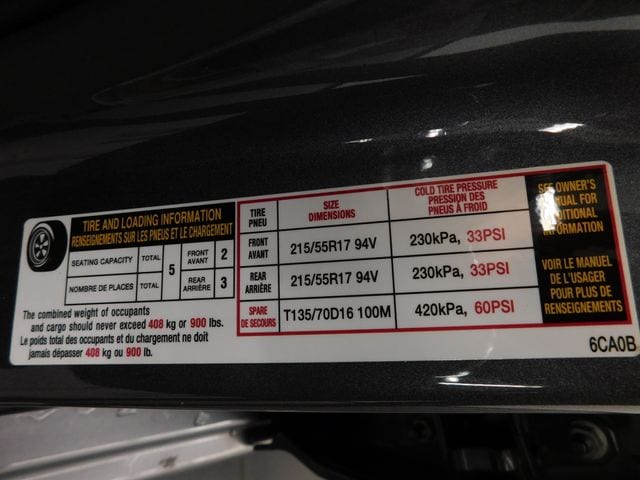 TIRE AND LOADING INFORMATION
RENSEIGNEMENTS SUR LES PNEUS ET LE CHARGEMENT
SEATING CAPACITY TOTAL 5 FRONT AVANT 2
NOMBRE DE PLACES TOTAL REAR ARRIÈRE 3
The combined weight of occupants
and cargo should never exceed 408 kg or 900 lbs.
Le poids total des occupants et du chargement ne doit
jamais dépasser 408 kg ou 900 lb.
TIRE PNEU SIZE DIMENSIONS COLD TIRE PRESSURE PRESSION DES PNEUS À FROID
FRONT AVANT 215/55R17 94V 230kPa, 33PSI
REAR ARRIÈRE 215/55R17 94V 230kPa, 33PSI
SPARE DE SECOURS T135/70D16 100M 420kPa, 60PSI
SEE OWNER'S
MANUAL FOR
ADDITIONAL
INFORMATION
VOIR LE MANUEL
DE L'USAGER
POUR PLUS DE
RENSEIGNEMENTS
6CA0B